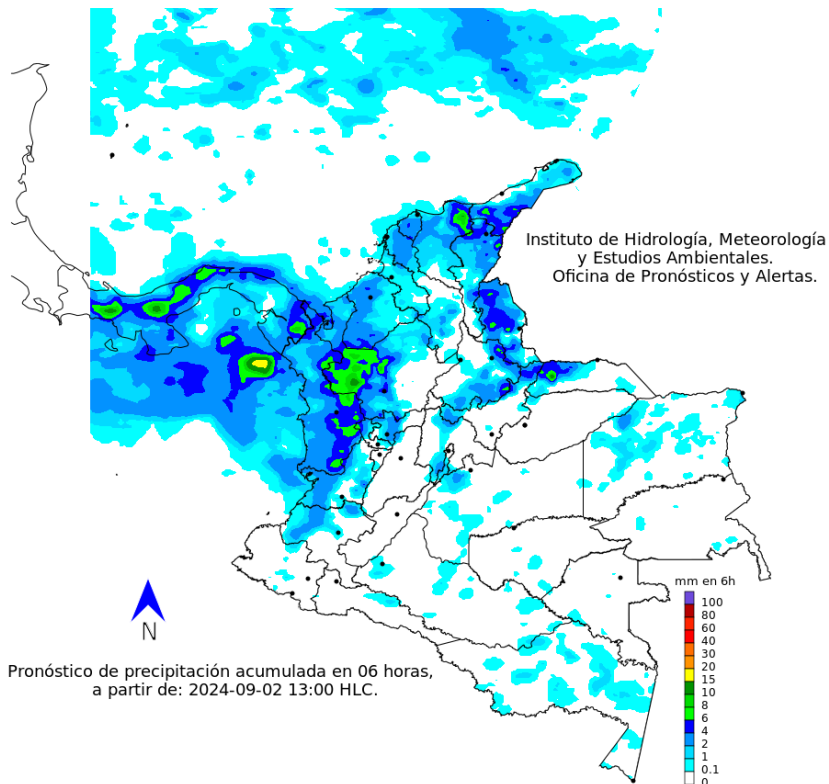 Instituto de Hidrología, Meteorología
y Estudios Ambientales.
Oficina de Pronósticos y Alertas.
mm en 6h
100
80
60
40
30
20
15
10
8
6
4
2
1
0.1
0
N
Pronóstico de precipitación acumulada en 06 horas,
a partir de: 2024-09-02 13:00 HLC.